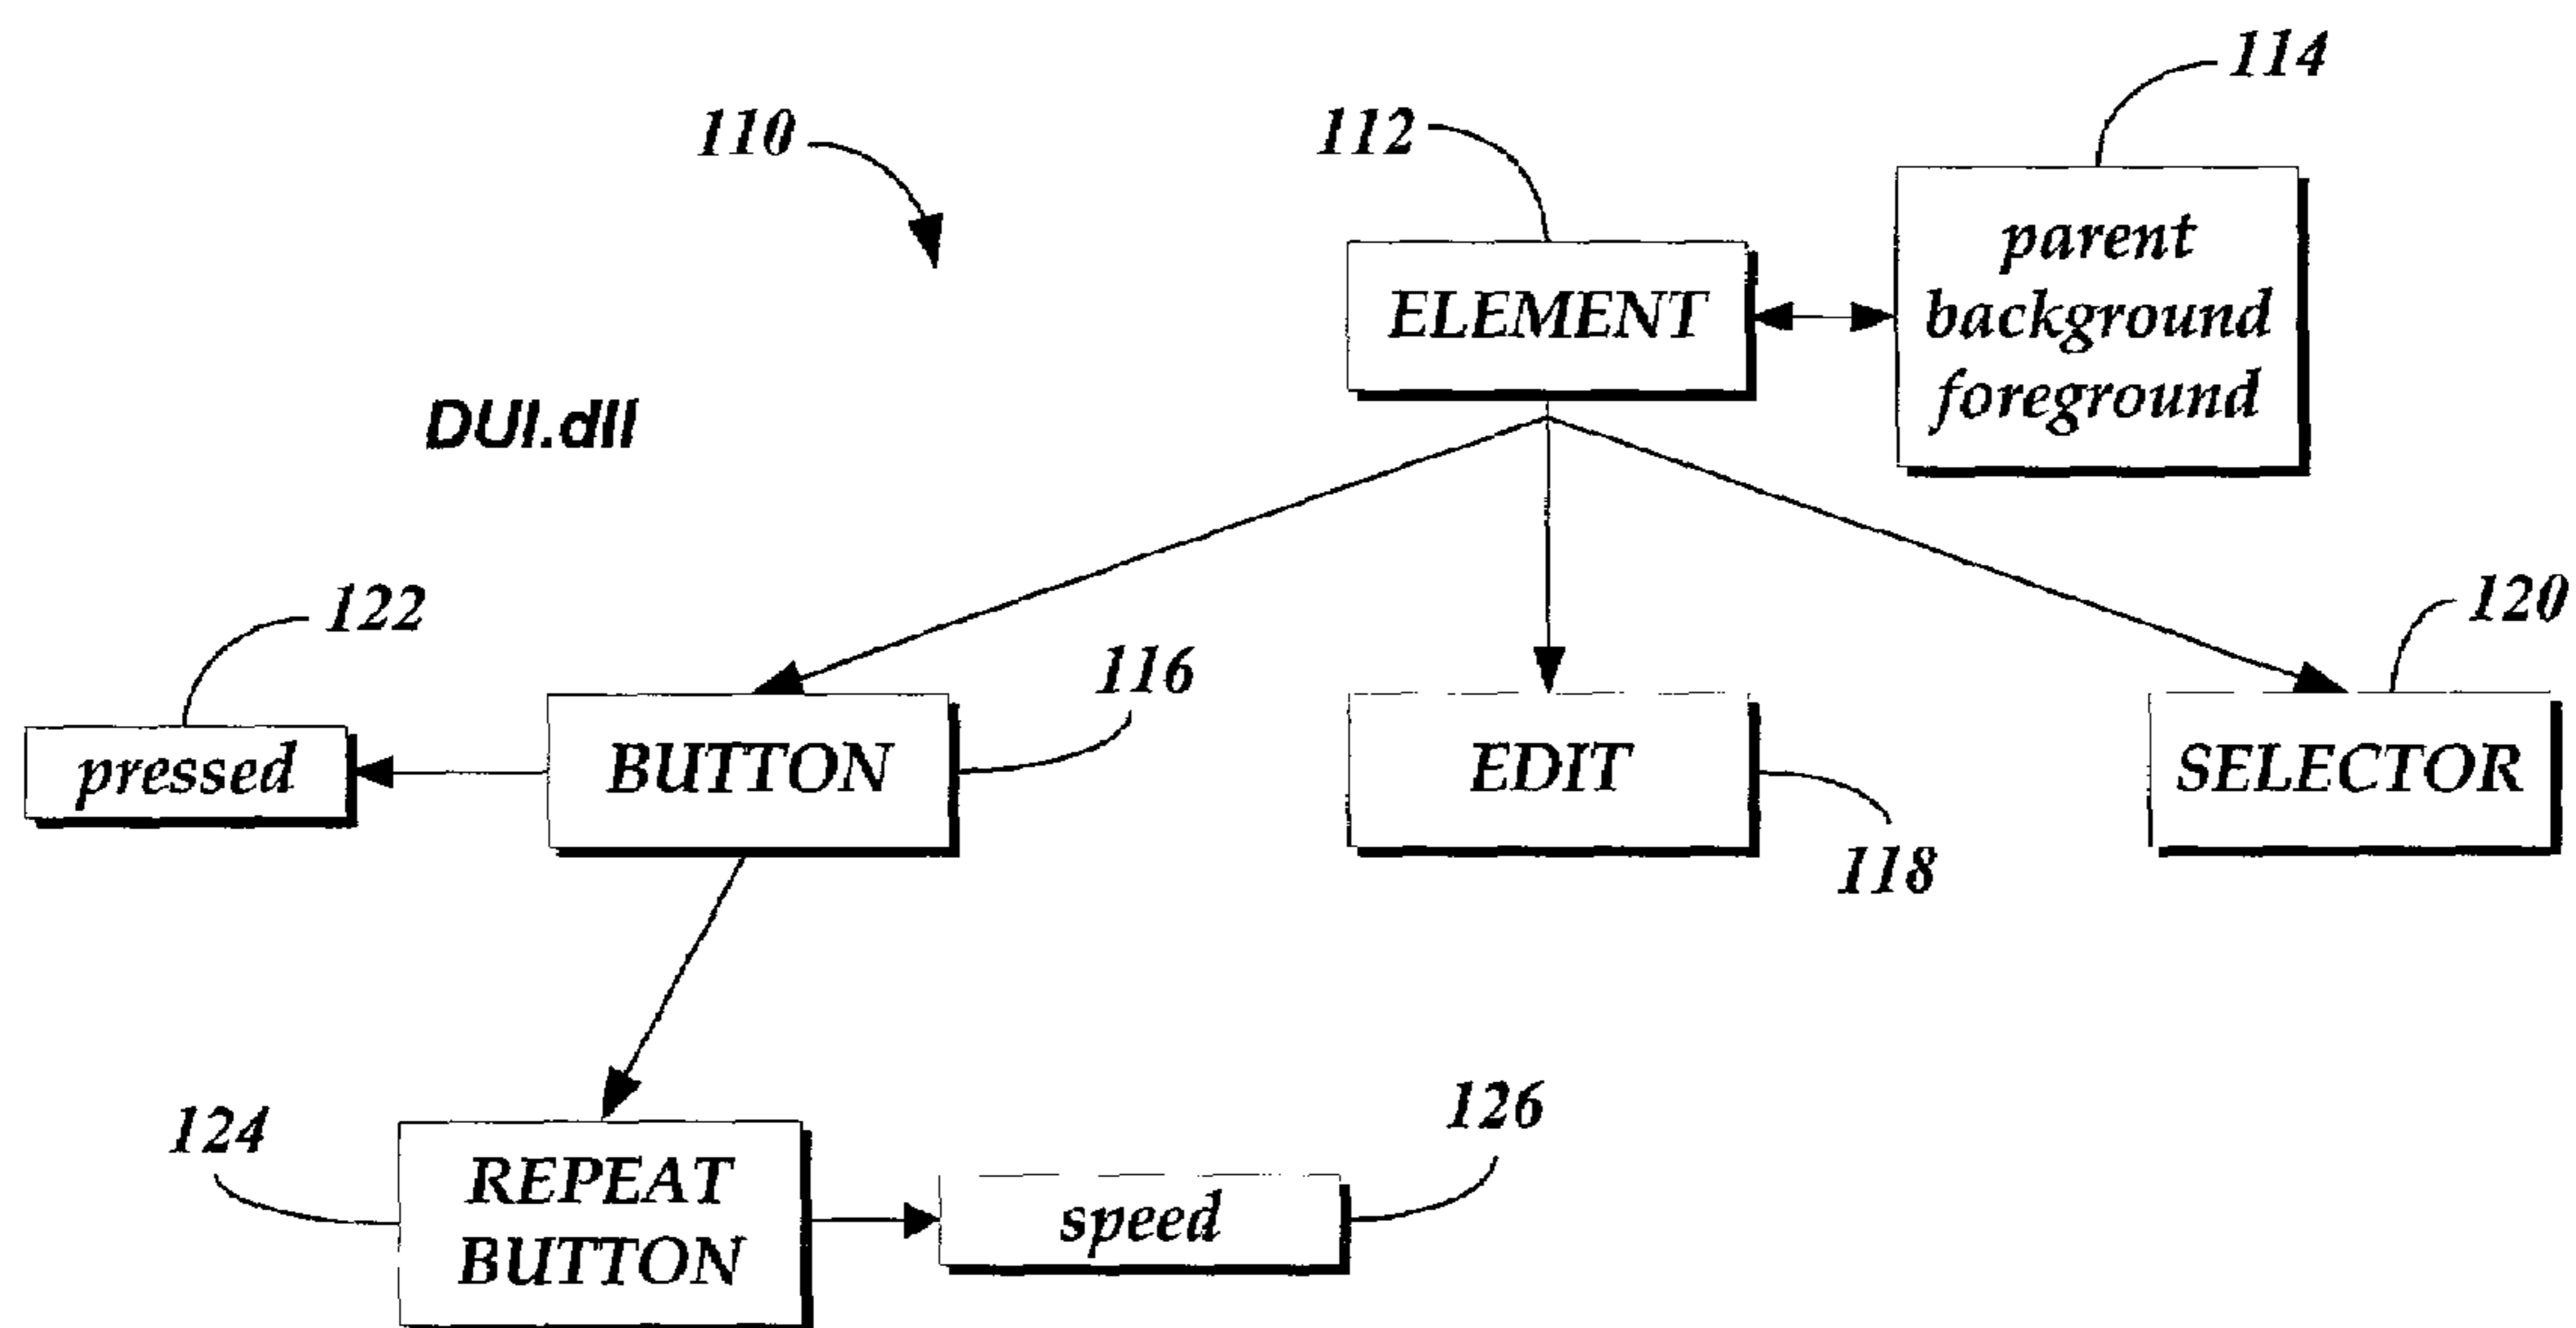 110
112
114
ELEMENT
parent
background
foreground
DUI.dll
122
116
120
pressed
BUTTON
EDIT
SELECTOR
118
124
126
REPEAT
BUTTON
speed